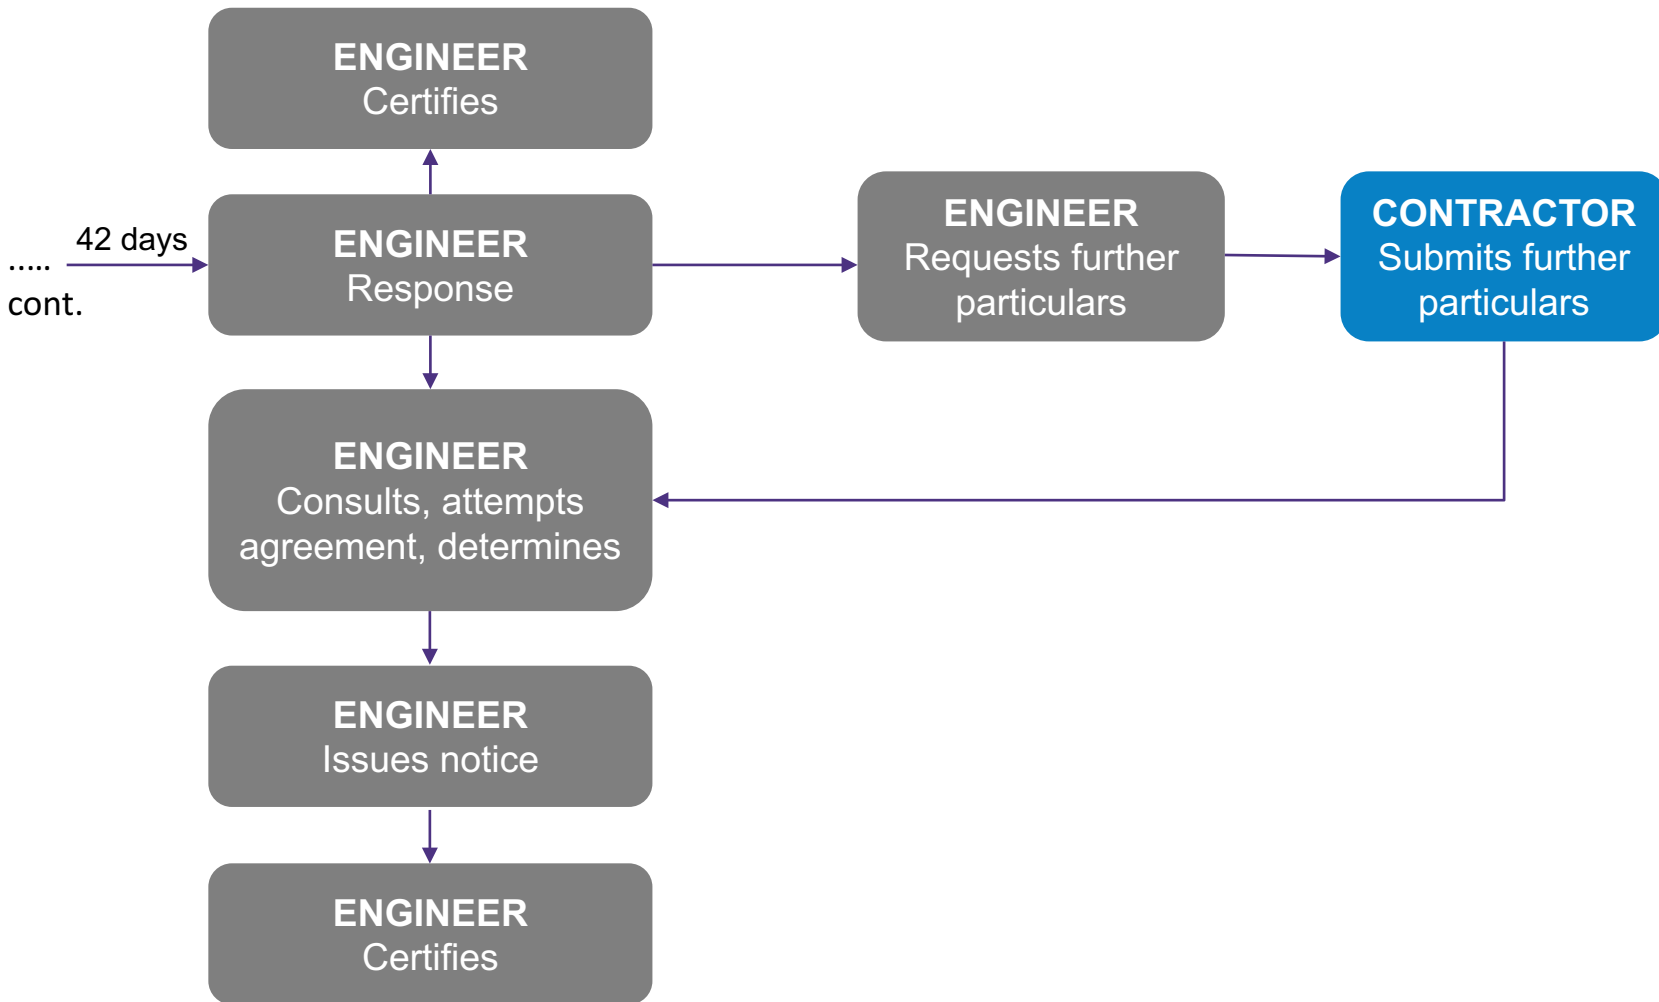 ENGINEER
Certifies
42 days
.....
cont.
ENGINEER
Response
ENGINEER
Requests further
particulars
CONTRACTOR
Submits further
particulars
ENGINEER
Consults, attempts
agreement, determines
ENGINEER
Issues notice
ENGINEER
Certifies